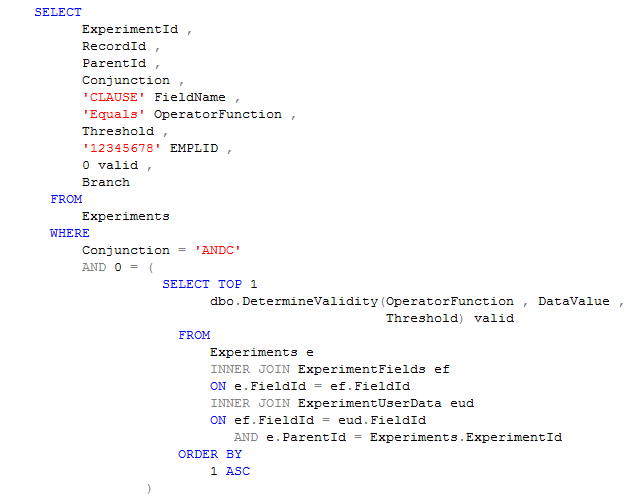 SELECT
ExperimentId ,
RecordId ,
ParentId ,
Conjunction ,
'CLAUSE' FieldName ,
'Equals' OperatorFunction ,
Threshold ,
'12345678' EMPLID ,
0 valid ,
Branch
FROM
Experiments
WHERE
Conjunction = 'ANDC'
AND 0 = (
SELECT TOP 1
dbo.DetermineValidity(OperatorFunction , DataValue ,
Threshold) valid
FROM
Experiments e
INNER JOIN ExperimentFields ef
ON e.FieldId = ef.FieldId
INNER JOIN ExperimentUserData eud
ON ef.FieldId = eud.FieldId
AND e.ParentId = Experiments.ExperimentId
ORDER BY
1 ASC
)